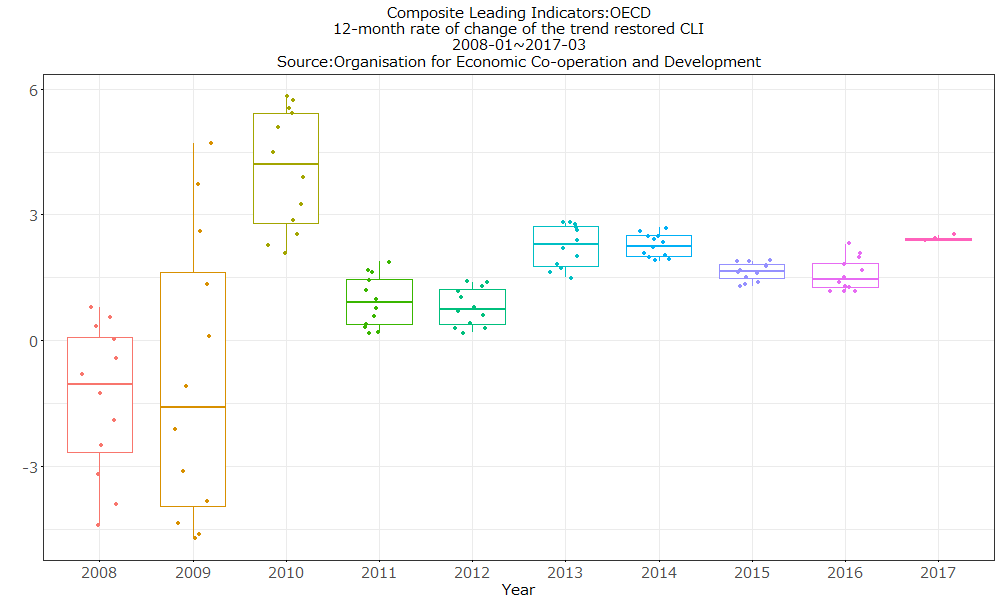 Composite Leading Indicators:OECD
12-month rate of change of the trend restored CLI
2008-01~2017-03
Source:Organisation for Economic Co-operation and Development
6
3
0
-3
2008 2009 2010 2011 2012 2013 2014 2015 2016 2017
Year